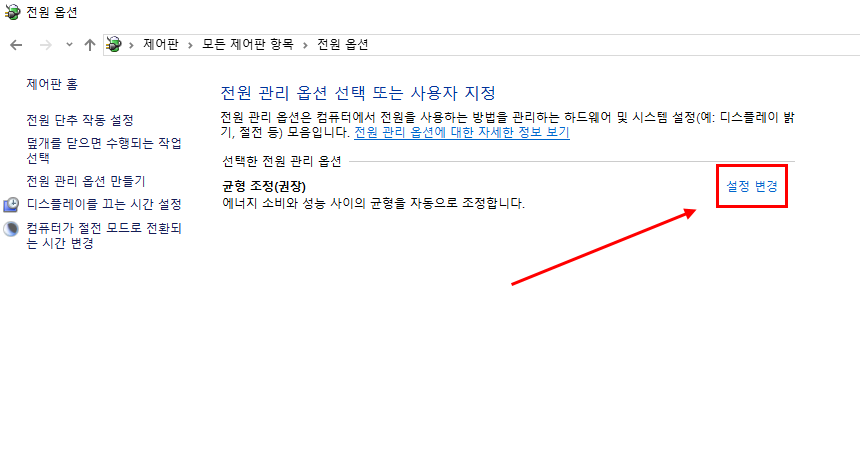 전원 옵션
제어판 › 모든 제어판 항목 › 전원 옵션
제어판 홈
전원 단추 작동 설정
덮개를 닫으면 수행되는 작업
선택
전원 관리 옵션 만들기
디스플레이를 끄는 시간 설정
컴퓨터가 절전 모드로 전환되
는 시간 변경
전원 관리 옵션 선택 또는 사용자 지정
전원 관리 옵션은 컴퓨터에서 전원을 사용하는 방법을 관리하는 하드웨어 및 시스템 설정(예: 디스플레이 밝
기, 절전 등) 모음입니다. 전원 관리 옵션에 대한 자세한 정보 보기
선택한 전원 관리 옵션
균형 조정(권장)
설정 변경
에너지 소비와 성능 사이의 균형을 자동으로 조정합니다.